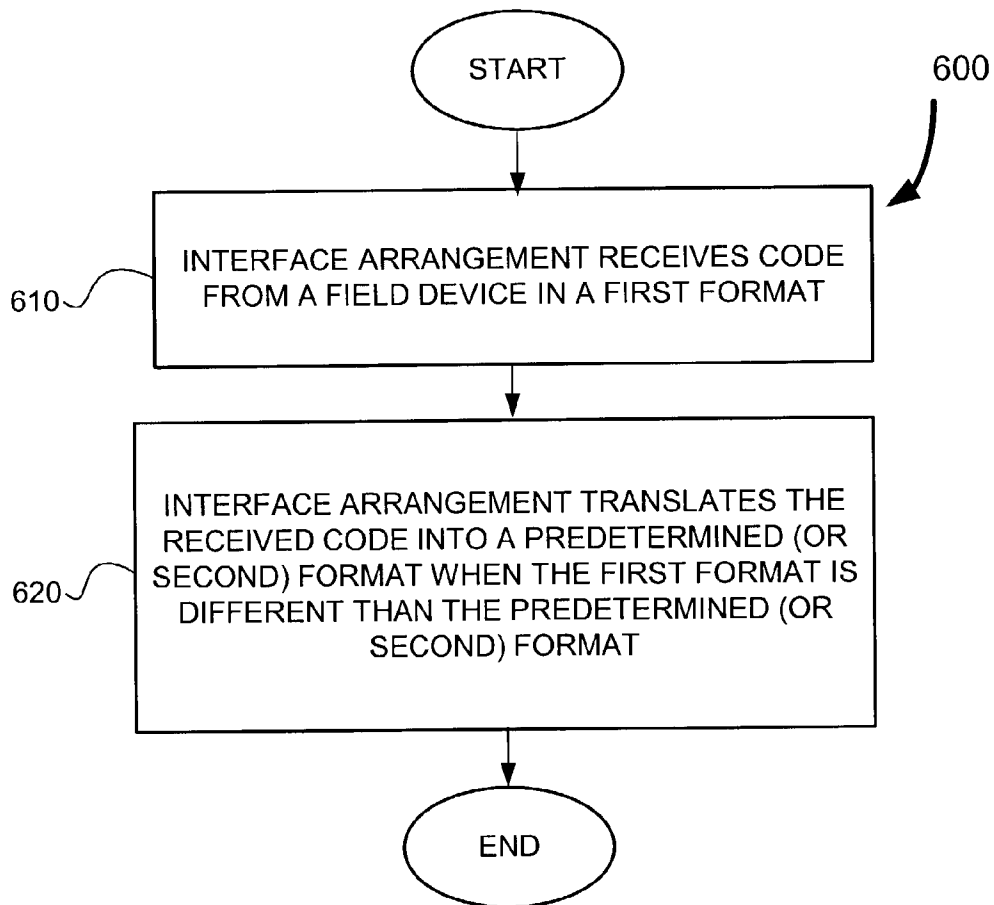 START
600
INTERFACE ARRANGEMENT RECEIVES CODE
FROM A FIELD DEVICE IN A FIRST FORMAT
610
INTERFACE ARRANGEMENT TRANSLATES THE
RECEIVED CODE INTO A PREDETERMINED (OR
SECOND) FORMAT WHEN THE FIRST FORMAT IS
DIFFERENT THAN THE PREDETERMINED (OR
SECOND) FORMAT
620
END